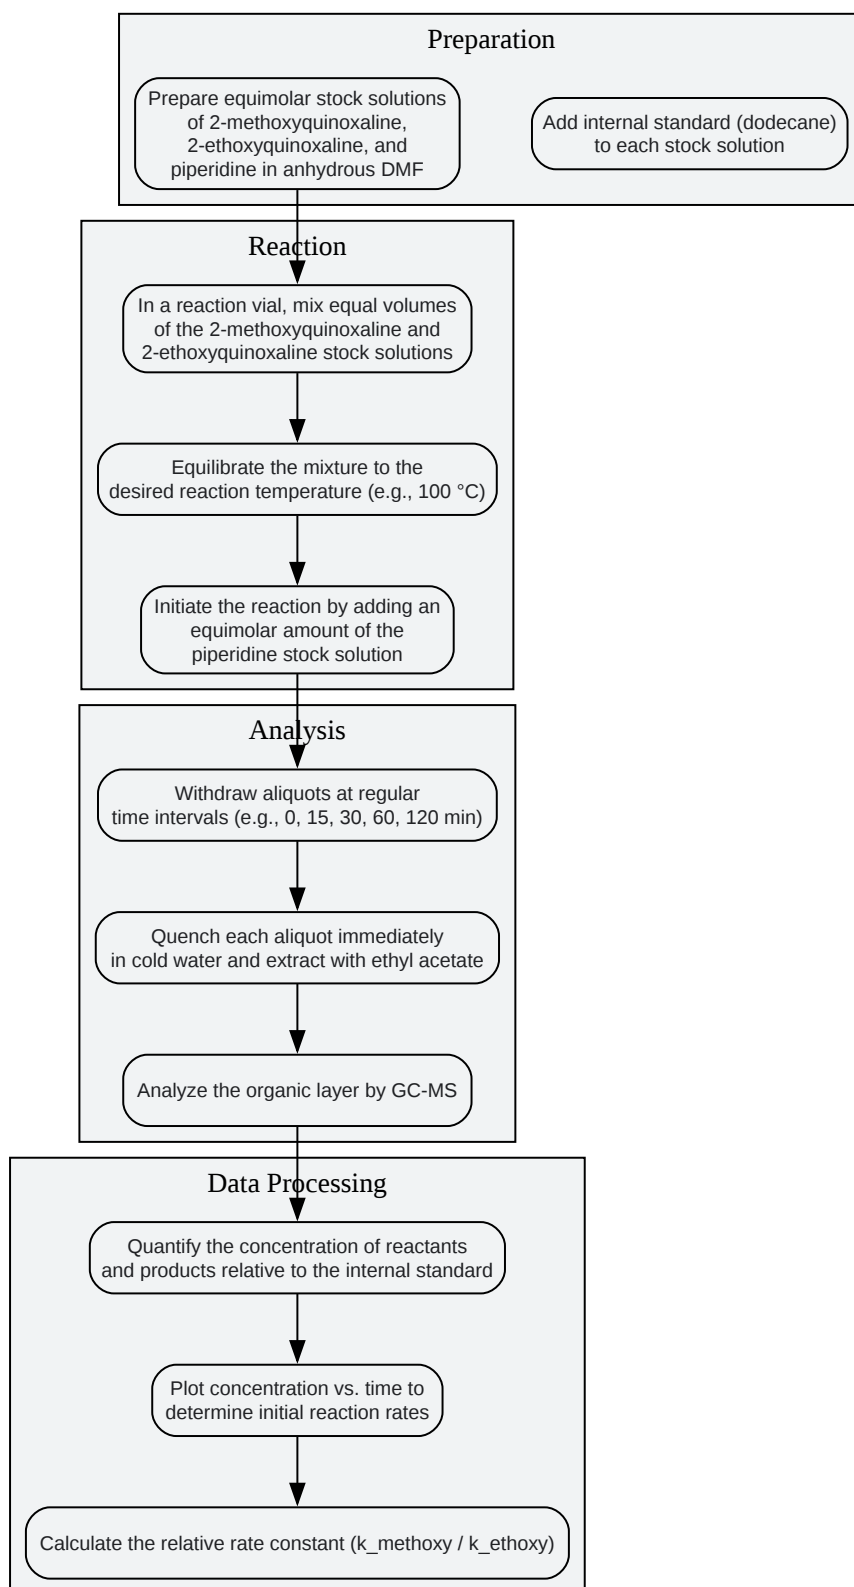 Preparation
Prepare equimolar stock solutions
of 2-methoxyquinoxaline,
2-ethoxyquinoxaline, and
piperidine in anhydrous DMF
Add internal standard (dodecane)
to each stock solution
Reaction
In a reaction vial, mix equal volumes
of the 2-methoxyquinoxaline and
2-ethoxyquinoxaline stock solutions
Equilibrate the mixture to the
desired reaction temperature (e.g., 100 °C)
Initiate the reaction by adding an
equimolar amount of the
piperidine stock solution
Analysis
Withdraw aliquots at regular
time intervals (e.g., 0, 15, 30, 60, 120 min)
Quench each aliquot immediately
in cold water and extract with ethyl acetate
Analyze the organic layer by GC-MS
Data Processing
Quantify the concentration of reactants
and products relative to the internal standard
Plot concentration vs. time to
determine initial reaction rates
Calculate the relative rate constant (k_methoxy / k_ethoxy)